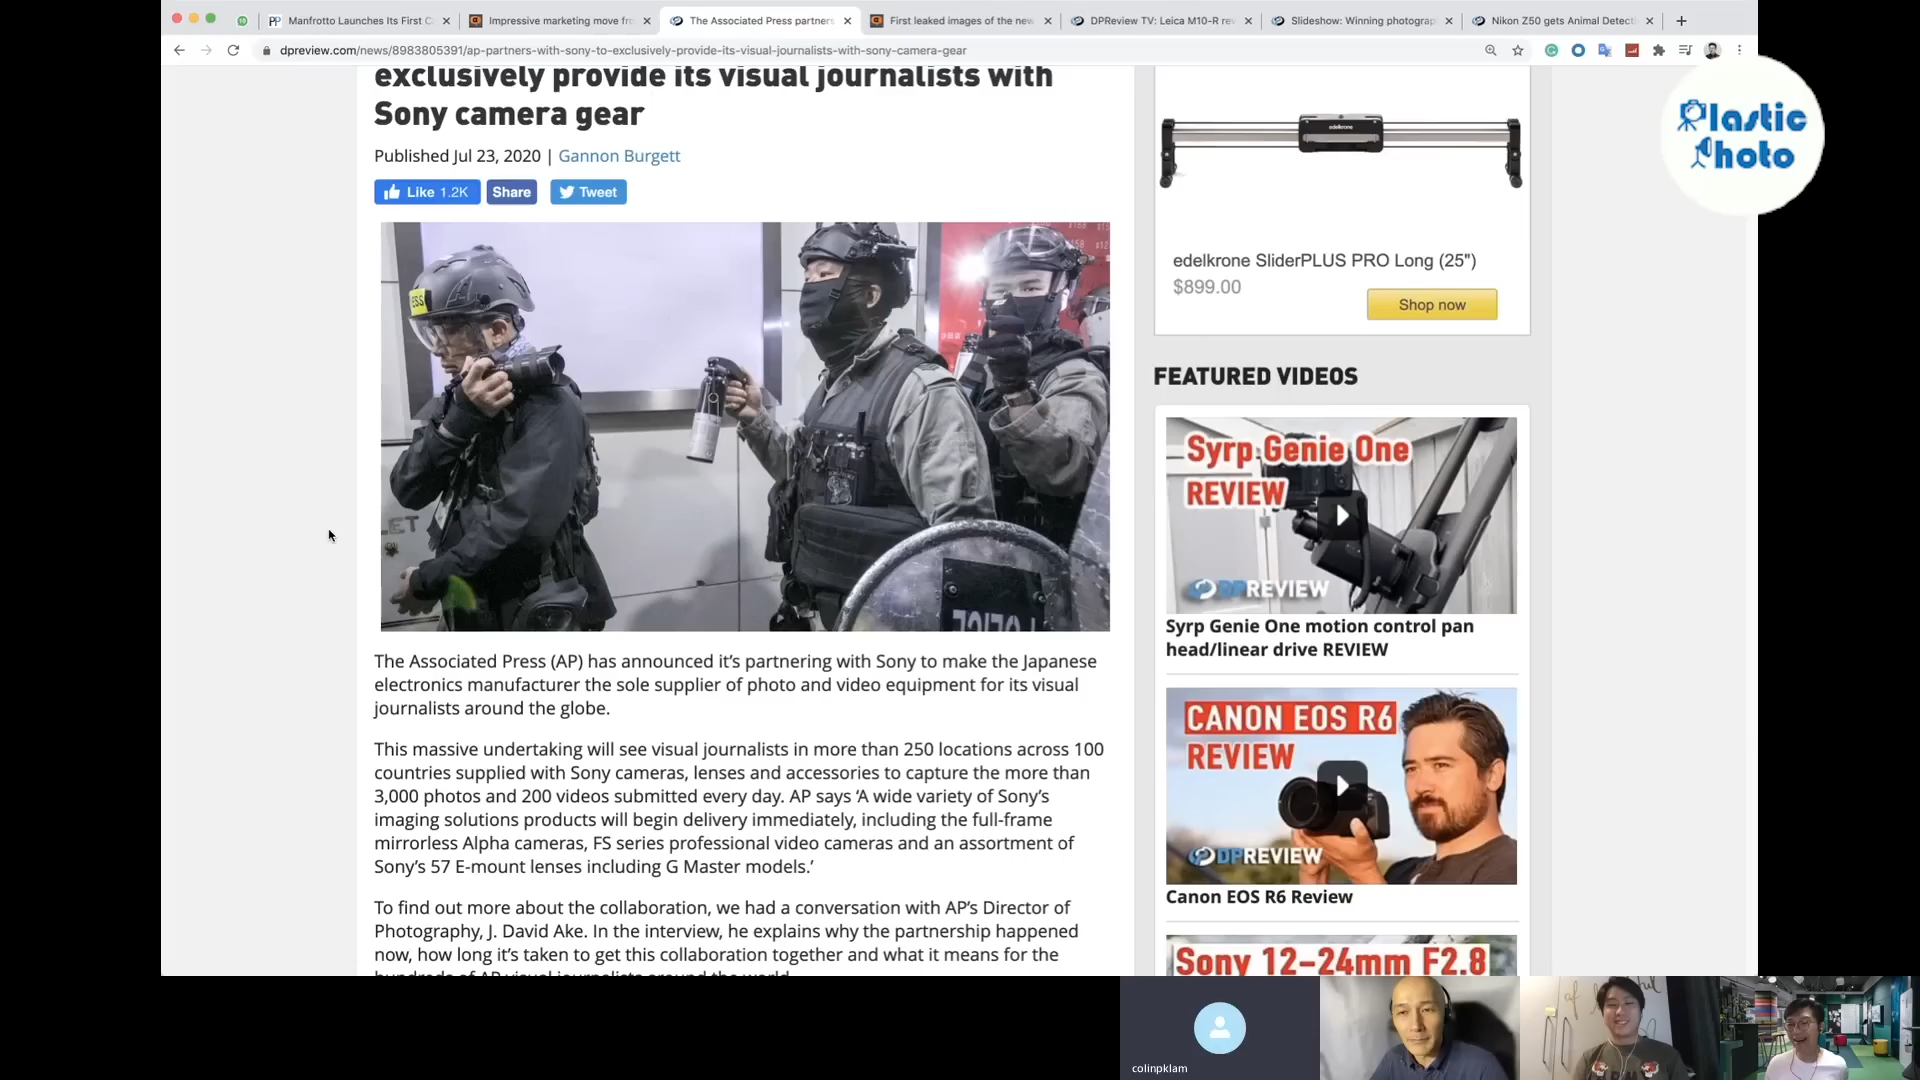 Manfrotto Launches Its First C
Impressive marketing move fr
The Associated Press partners
First leaked images of the new
DPReview TV: Leica M10-R rev
Slideshow: Winning photograp
Nikon Z50 gets Animal Detecti
dpreview.com/news/8983805391/ap-partners-with-sony-to-exclusively-provide-its-visual-journalists-with-sony-camera-gear
Plastic
Photo
exclusively provide its visual journalists with
Sony camera gear
Published Jul 23, 2020 | Gannon Burgett
Like 1.2K Share Tweet
ESS
POLICE
LET
The Associated Press (AP) has announced it’s partnering with Sony to make the Japanese
electronics manufacturer the sole supplier of photo and video equipment for its visual
journalists around the globe.
This massive undertaking will see visual journalists in more than 250 locations across 100
countries supplied with Sony cameras, lenses and accessories to capture the more than
3,000 photos and 200 videos submitted every day. AP says ‘A wide variety of Sony’s
imaging solutions products will begin delivery immediately, including the full-frame
mirrorless Alpha cameras, FS series professional video cameras and an assortment of
Sony’s 57 E-mount lenses including G Master models.’
To find out more about the collaboration, we had a conversation with AP’s Director of
Photography, J. David Ake. In the interview, he explains why the partnership happened
now, how long it’s taken to get this collaboration together and what it means for the
hundreds of AP visual journalists around the world.
edelkrone
edelkrone SliderPLUS PRO Long (25")
$899.00
Shop now
FEATURED VIDEOS
Syrp Genie One
REVIEW
DPREVIEW
Syrp Genie One motion control pan
head/linear drive REVIEW
CANON EOS R6
REVIEW
DPREVIEW
Canon EOS R6 Review
Sony 12-24mm F2.8
colinpklam